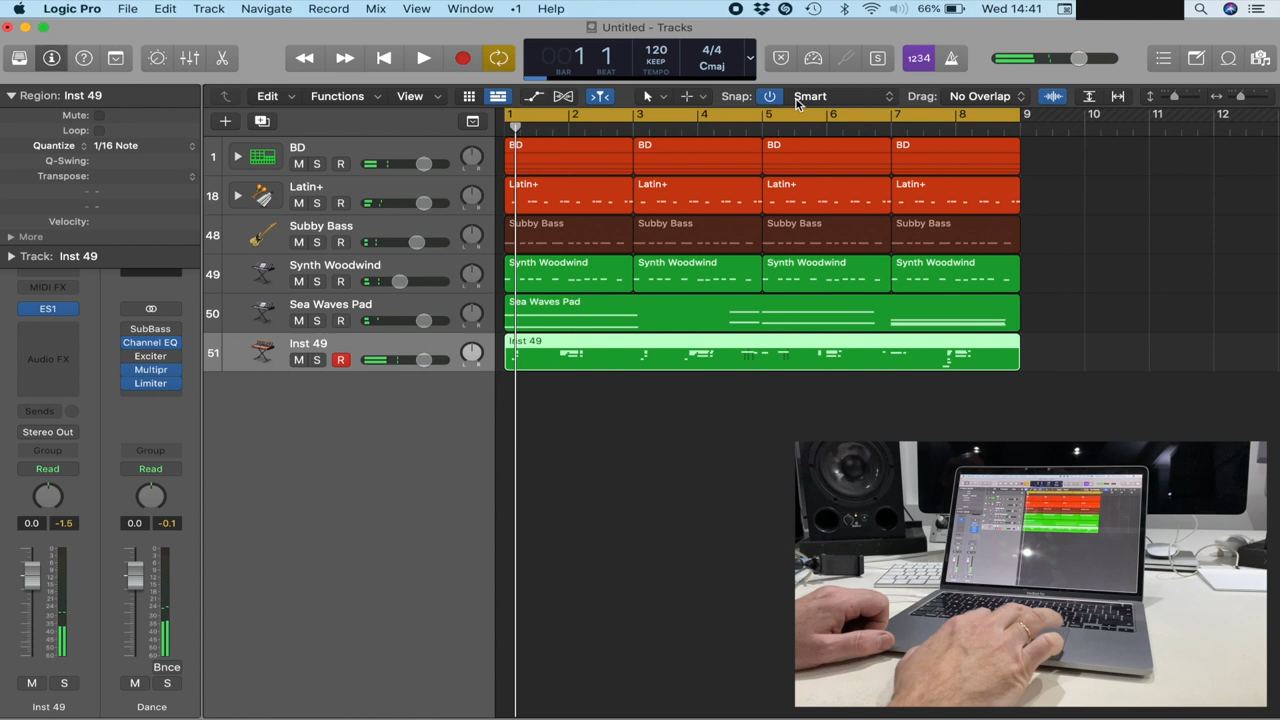 Logic Pro File Edit Track Navigate Record Mix View Window •1 Help 66% Wed 14:41
Untitled - Tracks
001 1
BAR BEAT
120
KEEP
TEMPO
4/4
Cmaj
1234
Region: Inst 49
Edit Functions View Snap: Smart Drag: No Overlap
Mute:
Loop:
Quantize 1/16 Note
Q-Swing:
Transpose:
Velocity:
More
Track: Inst 49
1 2 3 4 5 6 7 8 9 10 11 12
1 BD
M S R
BD BD BD BD
18 Latin+
M S R
Latin+ Latin+ Latin+ Latin+
48 Subby Bass
M S R
Subby Bass Subby Bass Subby Bass Subby Bass
49 Synth Woodwind
M S R
Synth Woodwind Synth Woodwind Synth Woodwind Synth Woodwind
50 Sea Waves Pad
M S R
Sea Waves Pad
51 Inst 49
M S R
Inst 49
MIDI FX
ES1
Audio FX
SubBass
Channel EQ
Exciter
Multipr
Limiter
Sends
Stereo Out
Group Group
Read Read
0.0 -1.5 0.0 -0.1
Bnce
M S M S
Inst 49 Dance